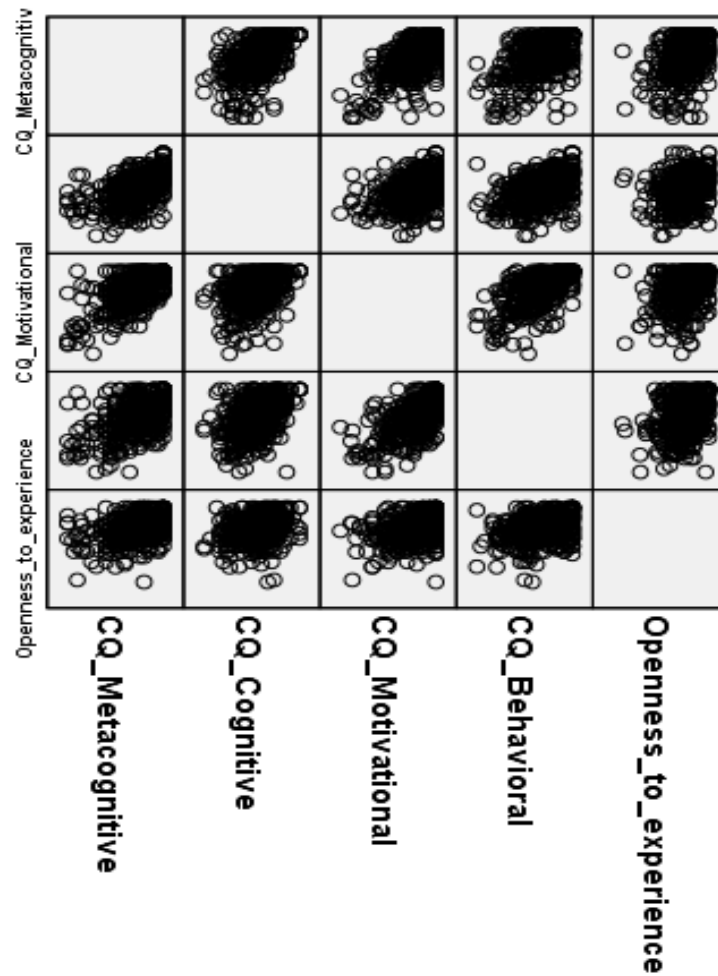 CQ_Metacognitiv
CQ_Motivational
Openness_to_experience
CQ_Metacognitive
CQ_Cognitive
CQ_Motivational
CQ_Behavioral
Openness_to_experience